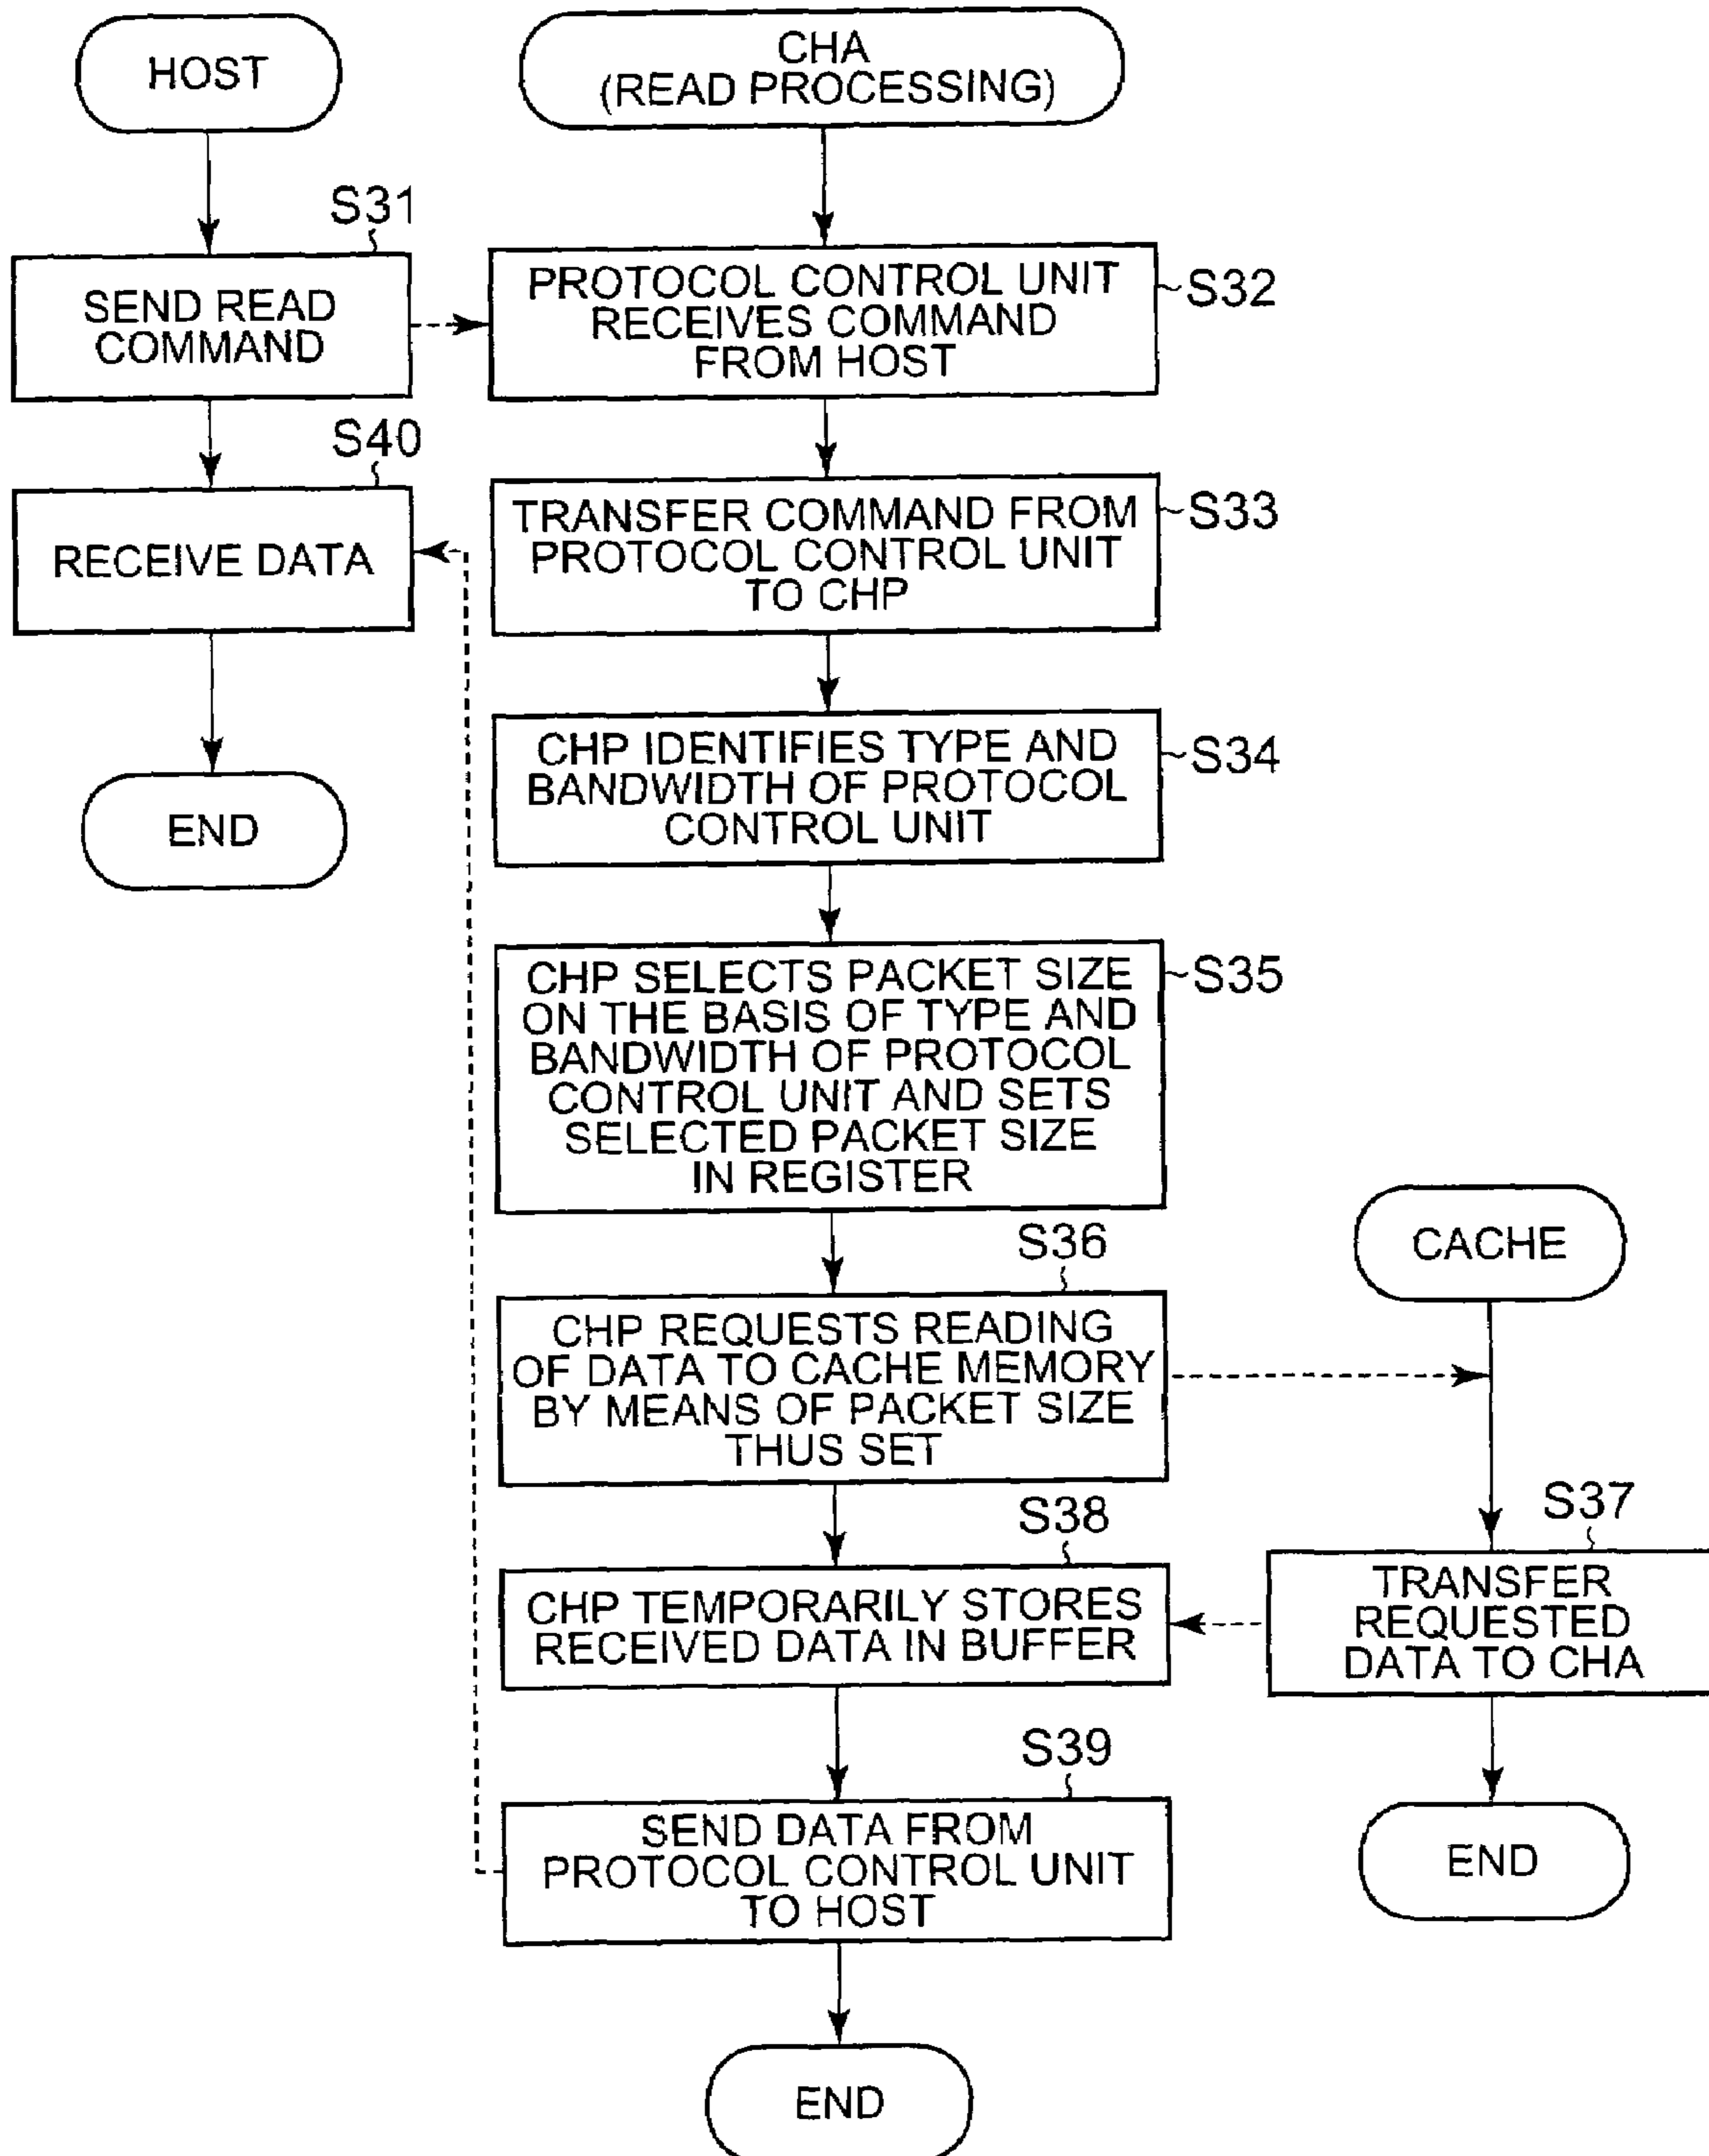 HOST
CHA
(READ PROCESSING)
S31
SEND READ
COMMAND
PROTOCOL CONTROL UNIT
RECEIVES COMMAND
FROM HOST
S32
S40
RECEIVE DATA
TRANSFER COMMAND FROM
PROTOCOL CONTROL UNIT
TO CHP
S33
END
CHP IDENTIFIES TYPE AND
BANDWIDTH OF PROTOCOL
CONTROL UNIT
S34
CHP SELECTS PACKET SIZE
ON THE BASIS OF TYPE AND
BANDWIDTH OF PROTOCOL
CONTROL UNIT AND SETS
SELECTED PACKET SIZE
IN REGISTER
S35
CACHE
S36
CHP REQUESTS READING
OF DATA TO CACHE MEMORY
BY MEANS OF PACKET SIZE
THUS SET
S37
TRANSFER
REQUESTED
DATA TO CHA
S38
CHP TEMPORARILY STORES
RECEIVED DATA IN BUFFER
END
S39
SEND DATA FROM
PROTOCOL CONTROL UNIT
TO HOST
END